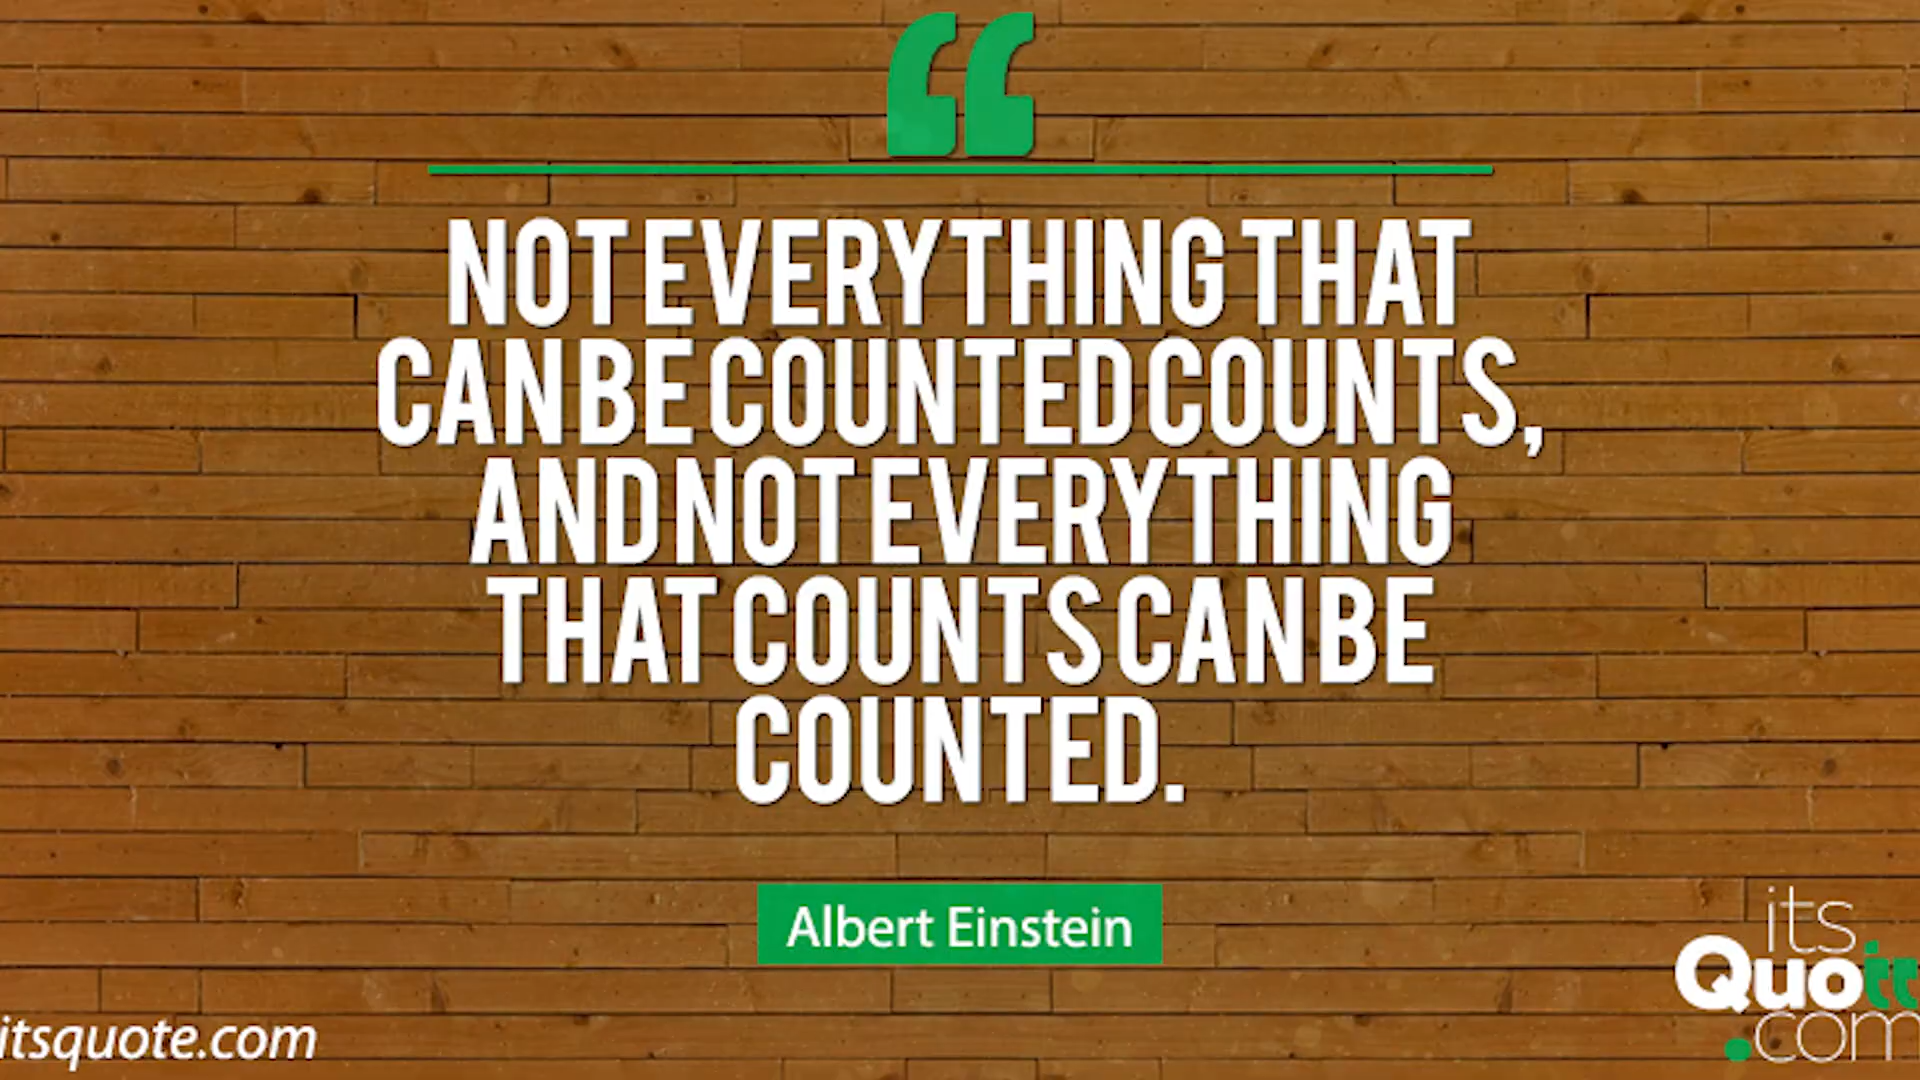 NOT EVERYTHING THAT
CAN BE COUNTED COUNTS,
AND NOT EVERYTHING
THAT COUNTS CAN BE
COUNTED.
Albert Einstein
itsquote.com
its
Quo
.com